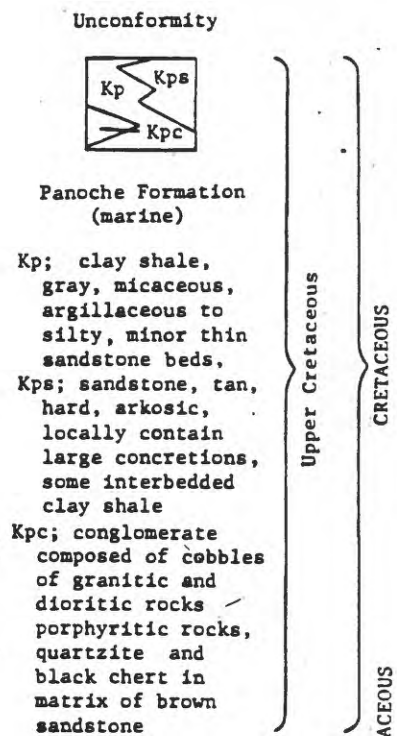 Unconformity
Kp
Kps
Kpc
Panoche Formation
(marine)
Kp; clay shale,
gray, micaceous,
argillaceous to
silty, minor thin
sandstone beds,
Kps; sandstone, tan,
hard, arkosic,
locally contain
large concretions,
some interbedded
clay shale
Kpc; conglomerate
composed of cobbles
of granitic and
dioritic rocks
porphyritic rocks,
quartzite and
black chert in
matrix of brown
sandstone
Upper Cretaceous
CRETACEOUS
ACEOUS